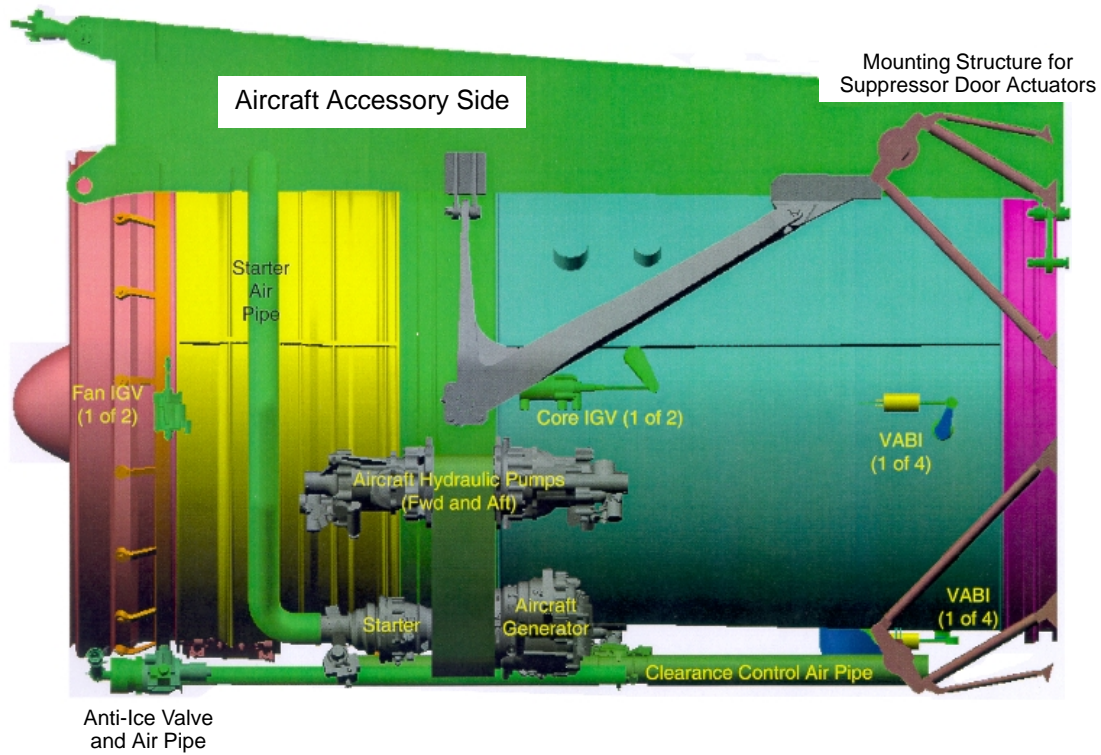 Mounting Structure for
Suppressor Door Actuators
Aircraft Accessory Side
Starter
Air
Pipe
Fan IGV
(1 of 2)
Core IGV (1 of 2)
VABI
(1 of 4)
Aircraft Hydraulic Pumps
(Fwd and Aft)
Starter
Aircraft
Generator
VABI
(1 of 4)
Clearance Control Air Pipe
Anti-Ice Valve
and Air Pipe